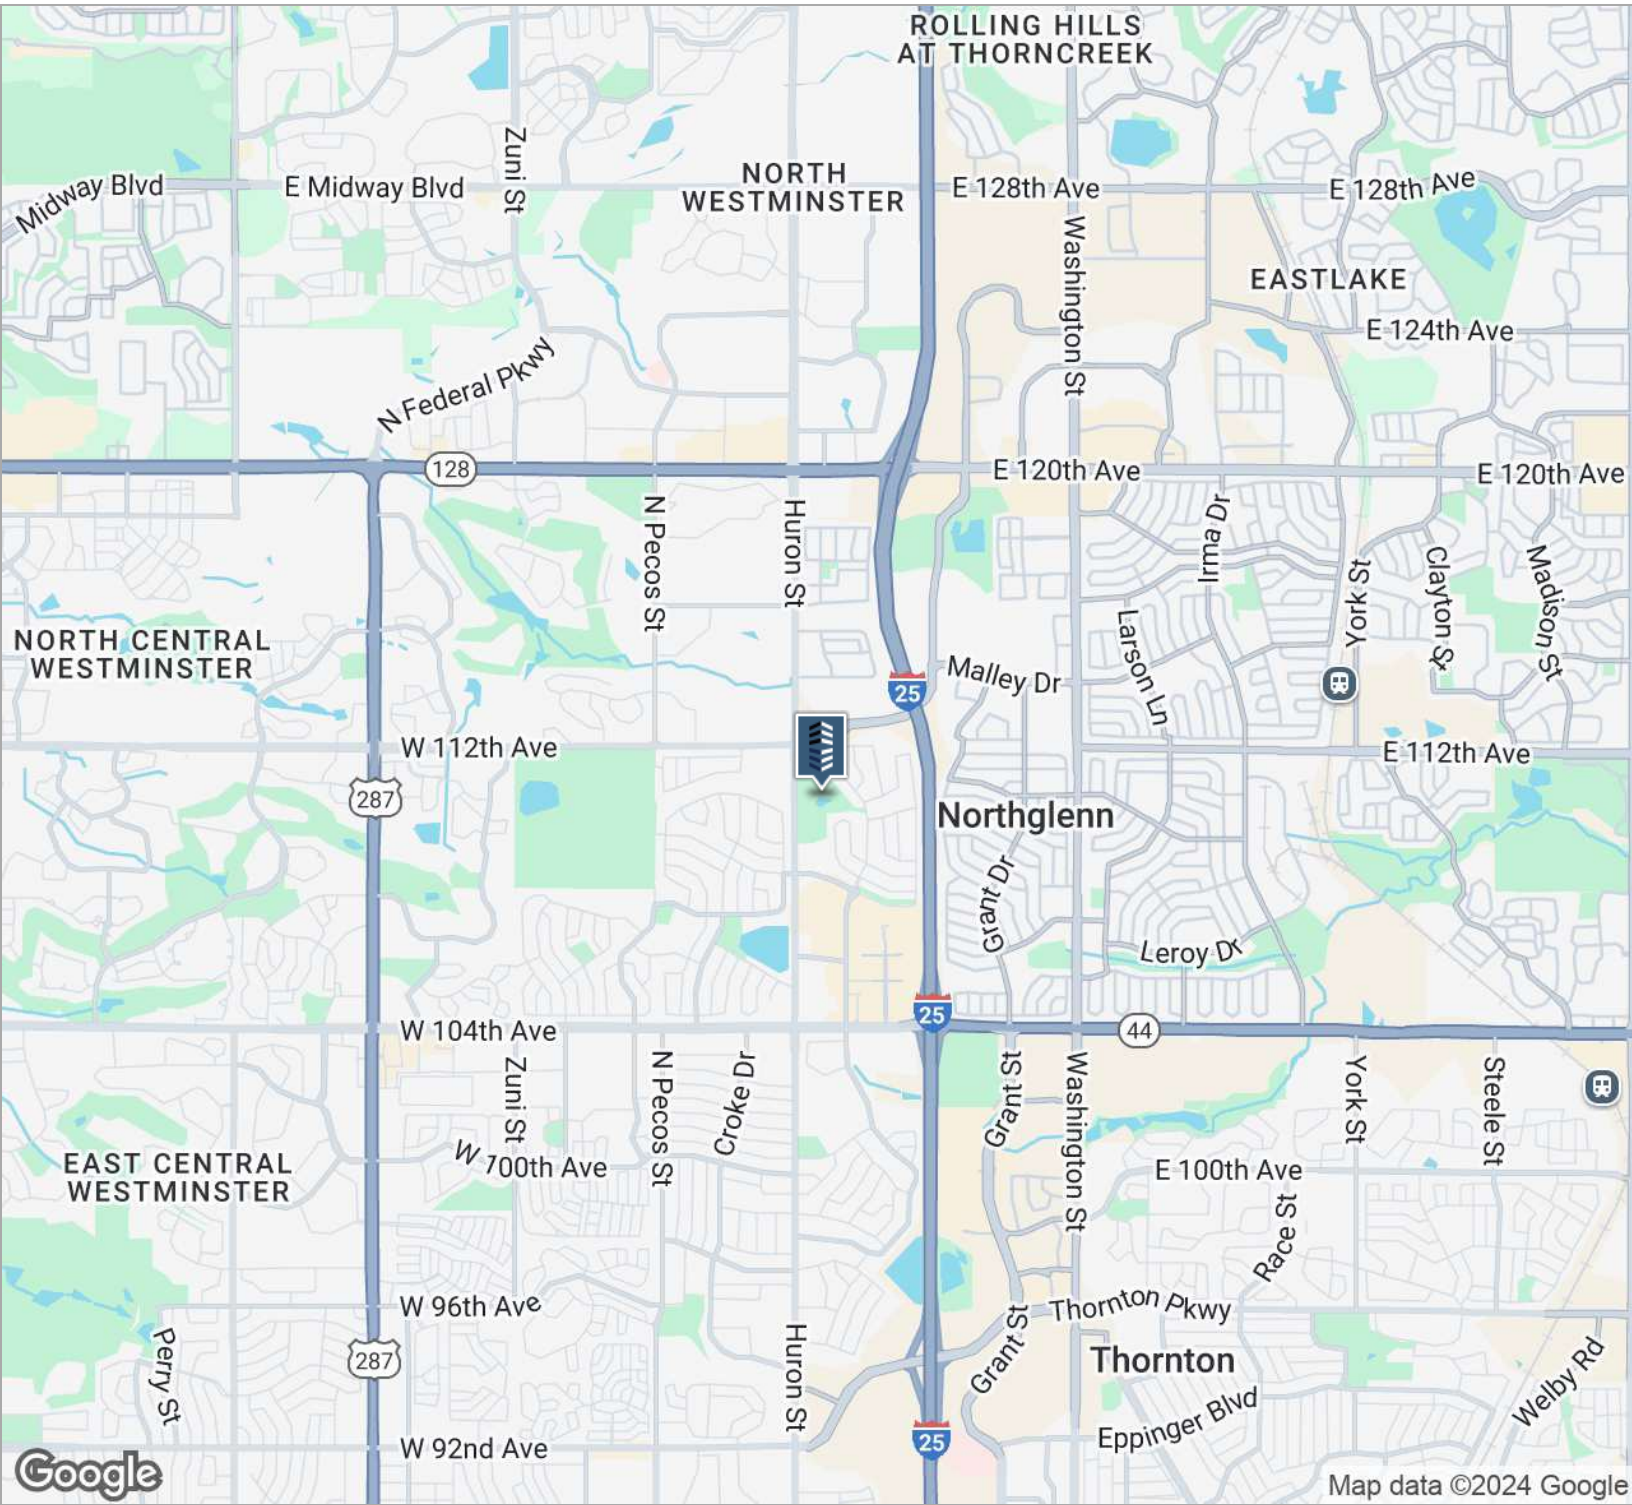 ROLLING HILLS
AT THORNCREEK
Zuni St
NORTH
WESTMINSTER
Midway Blvd
E Midway Blvd
E 128th Ave
E 128th Ave
Washington St
EASTLAKE
E 124th Ave
N Federal Pkwy
128
E 120th Ave
E 120th Ave
N Pecos St
Huron St
Irma Dr
York St
Clayton St
Madison St
NORTH CENTRAL
WESTMINSTER
Larson Ln
Malley Dr
25
W 112th Ave
E 112th Ave
287
Northglenn
Grant Dr
Leroy Dr
25
W 104th Ave
44
Zuni St
N Pecos St
Croke Dr
Grant St
Washington St
York St
Steele St
EAST CENTRAL
WESTMINSTER
W 100th Ave
E 100th Ave
Race St
W 96th Ave
Thornton Pkwy
Perry St
287
Huron St
Grant St
Thornton
Welby Rd
Eppinger Blvd
25
W 92nd Ave
Google
Map data ©2024 Google